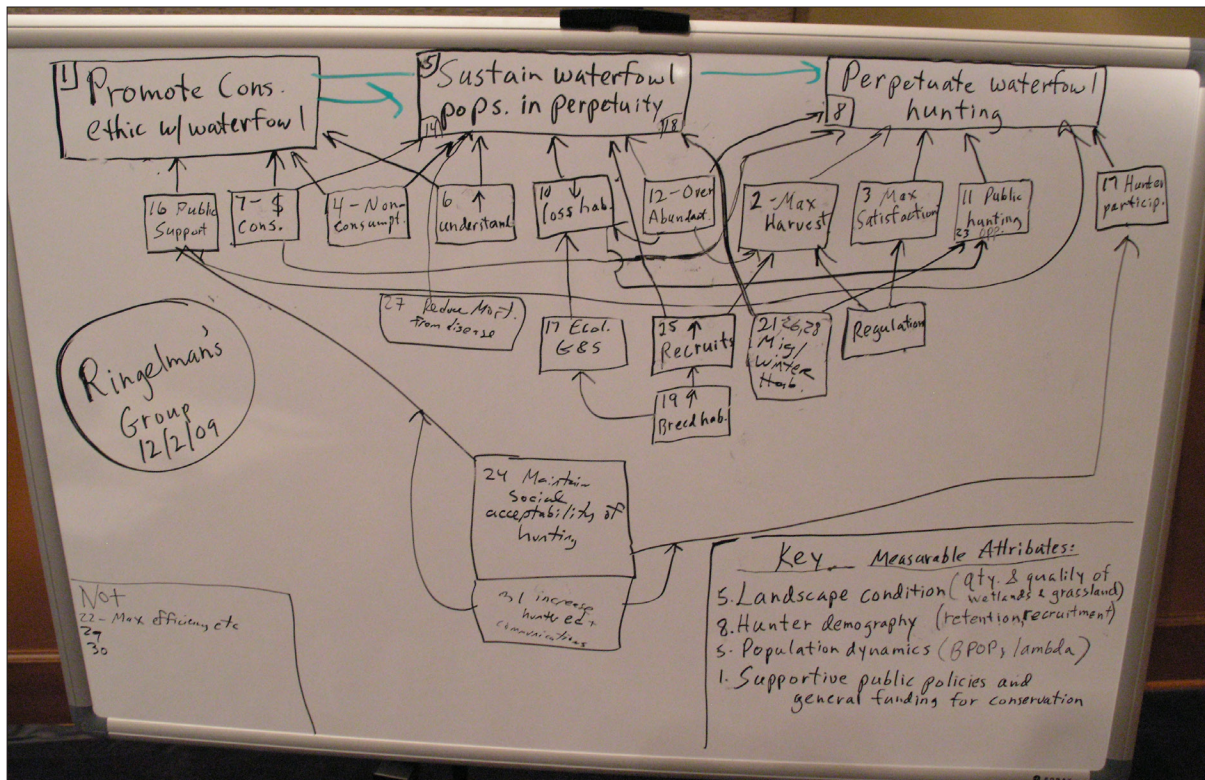 1 Promote Cons.
ethic w/ waterfowl
5 Sustain waterfowl
pops. in perpetuity
14 18
Perpetuate waterfowl
8 hunting
16 Public
Support
7-$
Cons.
4-Non-
consumpt.
6 ↑
understand
10 ↓
loss hab.
12-Over
Abundant.
2-Max
Harvest
3 Max
Satisfaction
11 Public
hunting
23 opp.
17 Hunter
particip.
27 Reduce Mort.
from disease
17 Ecol.
G&S
25 ↑
Recruits
21 26, 28
Mig/
Winter
Hab.
Regulation
19 ↑
Breed hab.
Ringelman's
Group
12/2/09
24 Maintain
Social
acceptability of
hunting
31 increase
hunter ed +
communications
Not
22-Max efficiency etc
29
30
Key Measurable Attributes:
5. Landscape condition (qty. & quality of
wetlands & grassland)
8. Hunter demography (retention, recruitment)
5. Population dynamics (BPOP, lambda)
1. Supportive public policies and
general funding for conservation